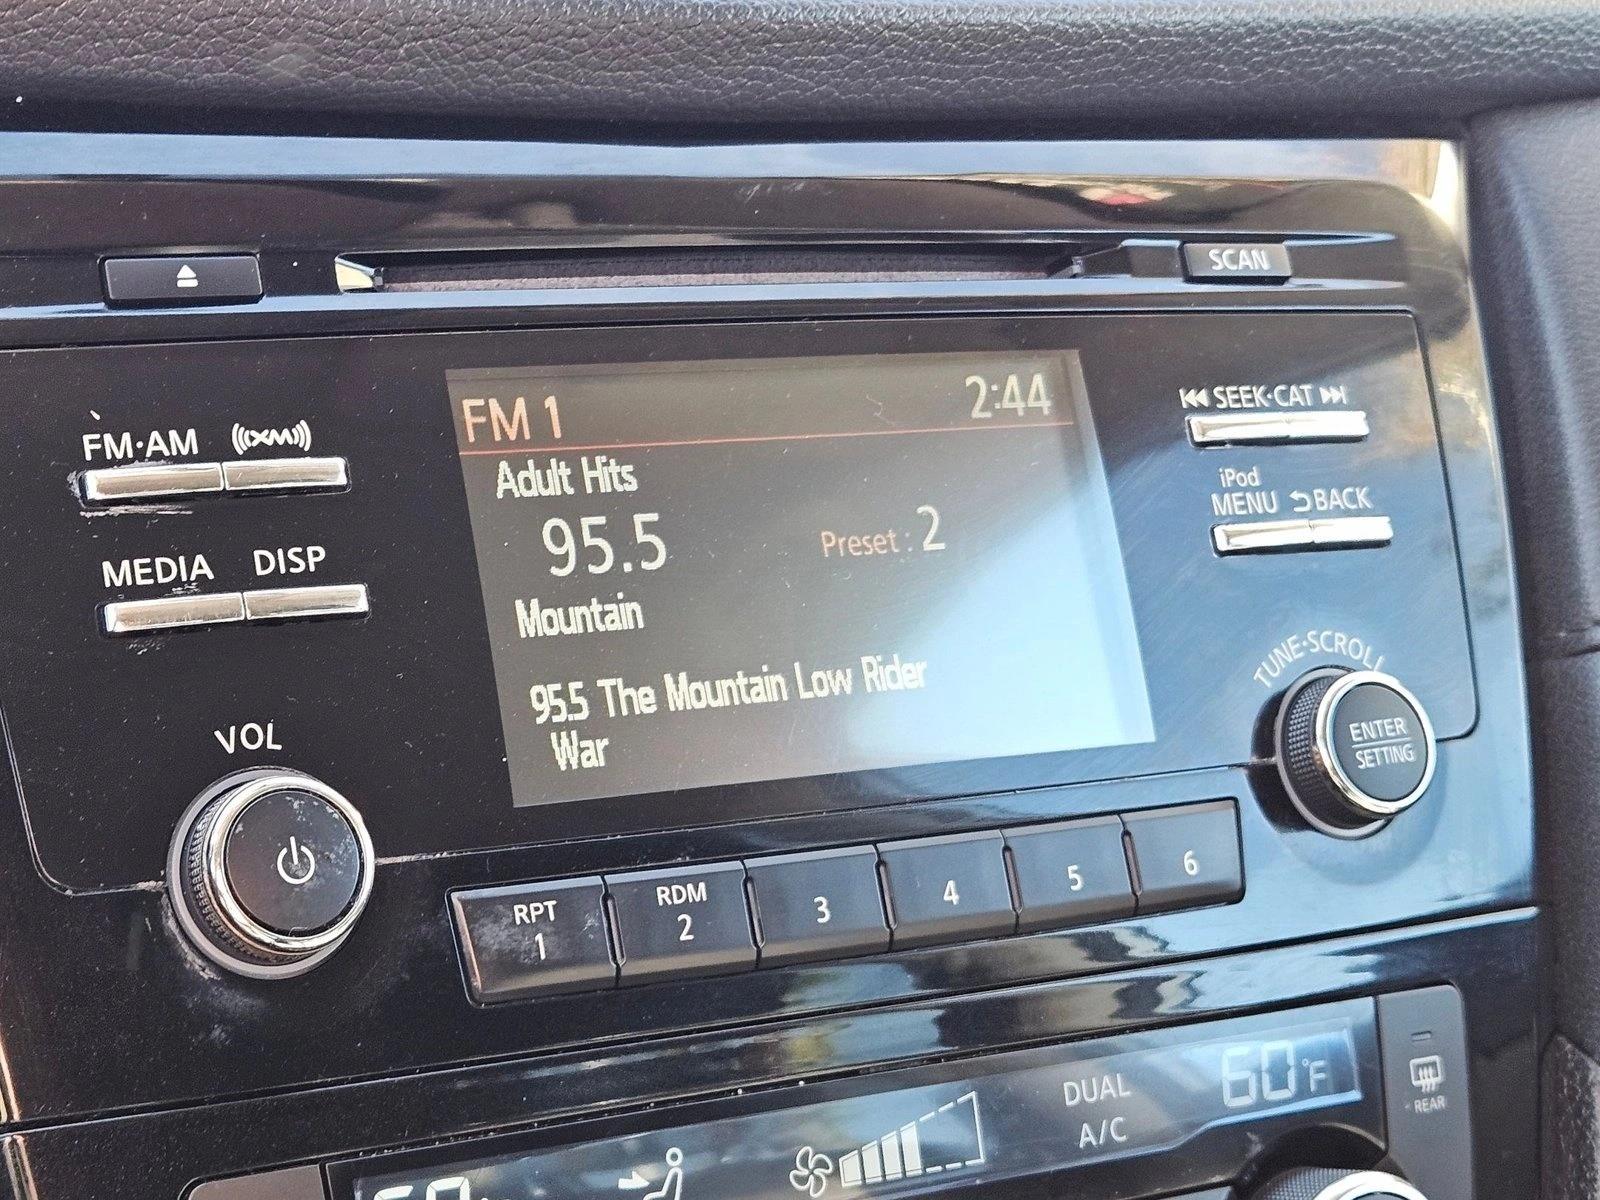 SCAN
FM 1 2:44
Adult Hits
95.5 Preset : 2
Mountain
95.5 The Mountain Low Rider
War
FM·AM ((XM))
MEDIA DISP
VOL
SEEK·CAT
iPod
MENU BACK
TUNE·SCROLL
ENTER
SETTING
RPT RDM
1 2 3 4 5 6
DUAL
A/C
60°F
REAR